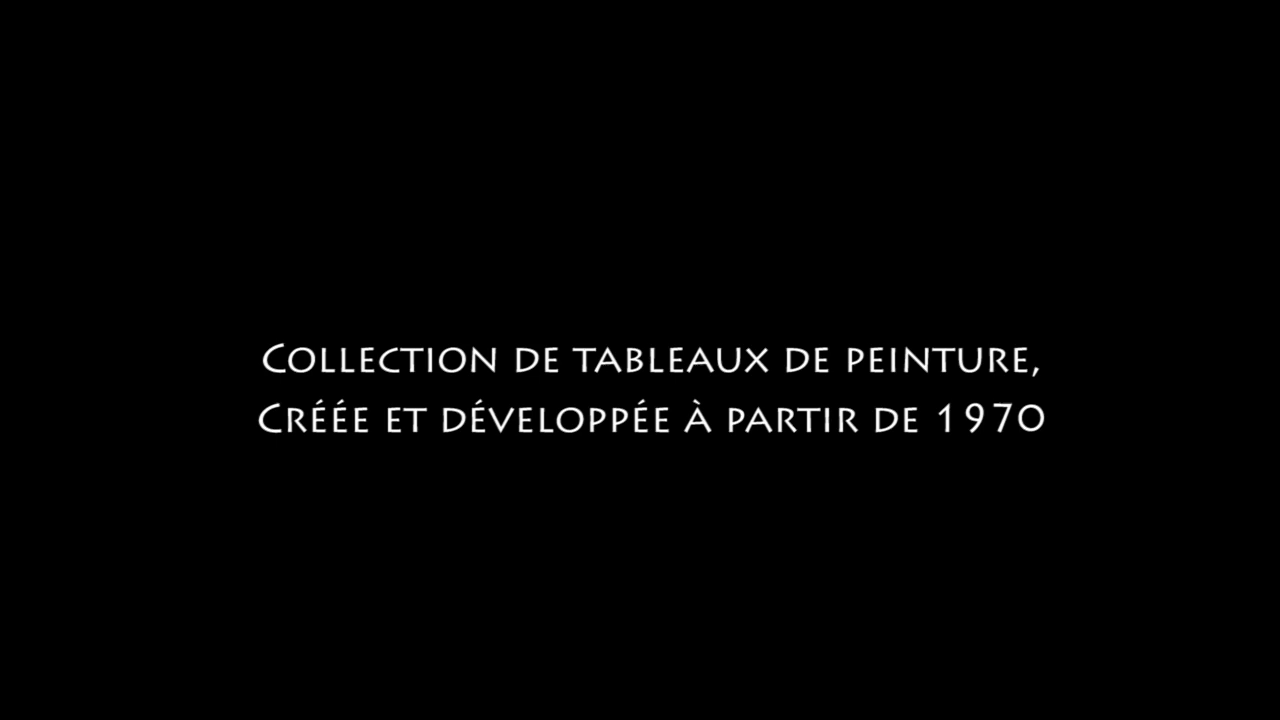 Collection de tableaux de peinture,
Créée et développée à partir de 1970